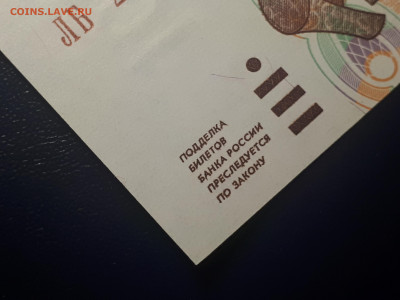 COINS.LAVE.RU
ЛВ
ПОДДЕЛКА
БИЛЕТОВ
БАНКА РОССИИ
ПРЕСЛЕДУЕТСЯ
ПО ЗАКОНУ